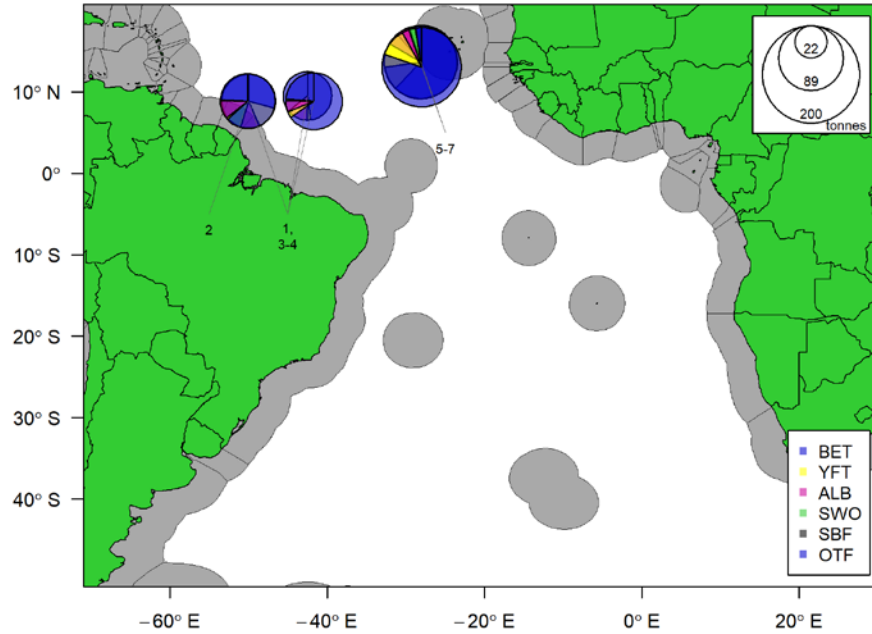 22
89
200
tonnes
10° N
0°
10° S
20° S
30° S
40° S
5-7
2
1,
3-4
BET
YFT
ALB
SWO
SBF
OTF
−60° E
−40° E
−20° E
0° E
20° E